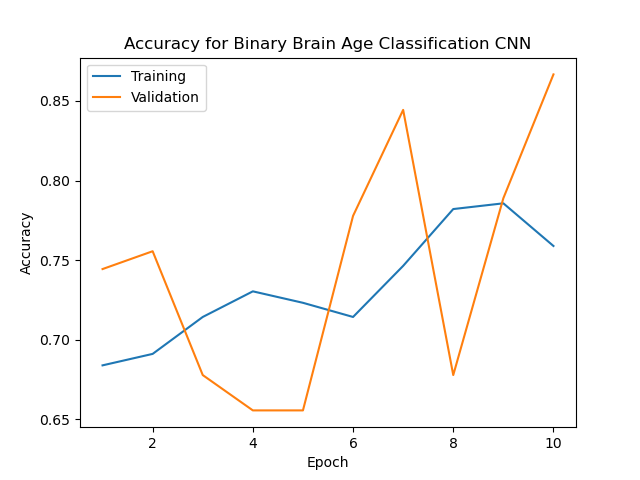 Accuracy for Binary Brain Age Classification CNN
Training
Validation
Accuracy
0.85
0.80
0.75
0.70
0.65
2 4 6 8 10
Epoch